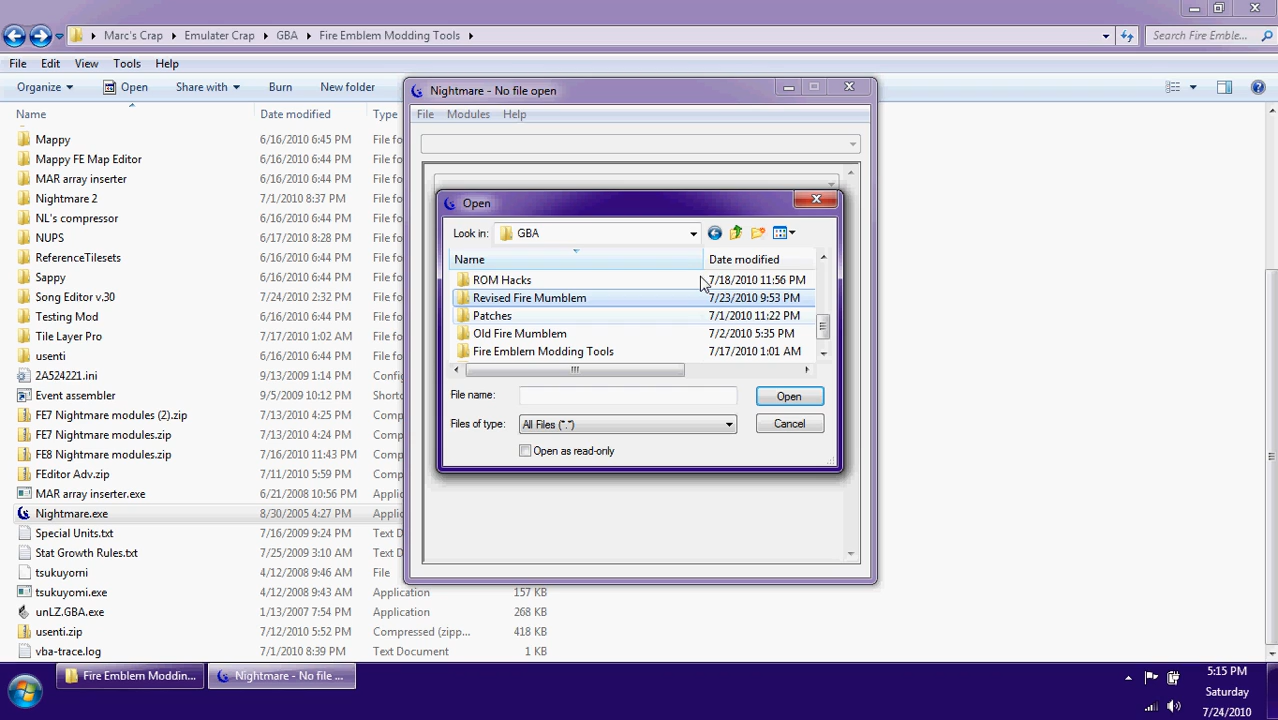 Marc's Crap ▸ Emulater Crap ▸ GBA ▸ Fire Emblem Modding Tools ▸
Search Fire Emble...
File Edit View Tools Help
Organize Open Share with Burn New folder
Name Date modified Type
Mappy 6/16/2010 6:45 PM File fo
Mappy FE Map Editor 6/16/2010 6:44 PM File fo
MAR array inserter 6/16/2010 6:44 PM File fo
Nightmare 2 7/1/2010 8:37 PM File fo
NL's compressor 6/16/2010 6:44 PM File fo
NUPS 6/17/2010 8:28 PM File fo
ReferenceTilesets 6/16/2010 6:44 PM File fo
Sappy 6/16/2010 6:44 PM File fo
Song Editor v.30 7/24/2010 2:32 PM File fo
Testing Mod 6/16/2010 6:44 PM File fo
Tile Layer Pro 7/17/2010 1:02 AM File fo
usenti 6/16/2010 6:44 PM File fo
2A524221.ini 9/13/2009 1:14 PM Config
Event assembler 9/5/2009 10:12 PM Shortc
FE7 Nightmare modules (2).zip 7/13/2010 4:25 PM Compr
FE7 Nightmare modules.zip 7/13/2010 4:24 PM Compr
FE8 Nightmare modules.zip 7/16/2010 11:43 PM Compr
FEditor Adv.zip 7/11/2010 5:59 PM Compr
MAR array inserter.exe 6/21/2008 10:56 PM Applic
Nightmare.exe 8/30/2005 4:27 PM Applic
Special Units.txt 7/16/2009 9:24 PM Text D
Stat Growth Rules.txt 7/25/2009 3:10 AM Text D
tsukuyomi 4/12/2008 9:46 AM File
tsukuyomi.exe 4/12/2008 9:43 AM Application 157 KB
unLZ.GBA.exe 1/13/2007 7:54 PM Application 268 KB
usenti.zip 7/12/2010 5:52 PM Compressed (zipp... 418 KB
vba-trace.log 7/1/2010 8:39 PM Text Document 1 KB
Nightmare - No file open
File Modules Help
Open
Look in: GBA
Name Date modified
ROM Hacks 7/18/2010 11:56 PM
Revised Fire Mumblem 7/23/2010 9:53 PM
Patches 7/1/2010 11:22 PM
Old Fire Mumblem 7/2/2010 5:35 PM
Fire Emblem Modding Tools 7/17/2010 1:01 AM
File name: Open
Files of type: All Files (*.*) Cancel
Open as read-only
Fire Emblem Moddin... Nightmare - No file ...
5:15 PM
Saturday
7/24/2010